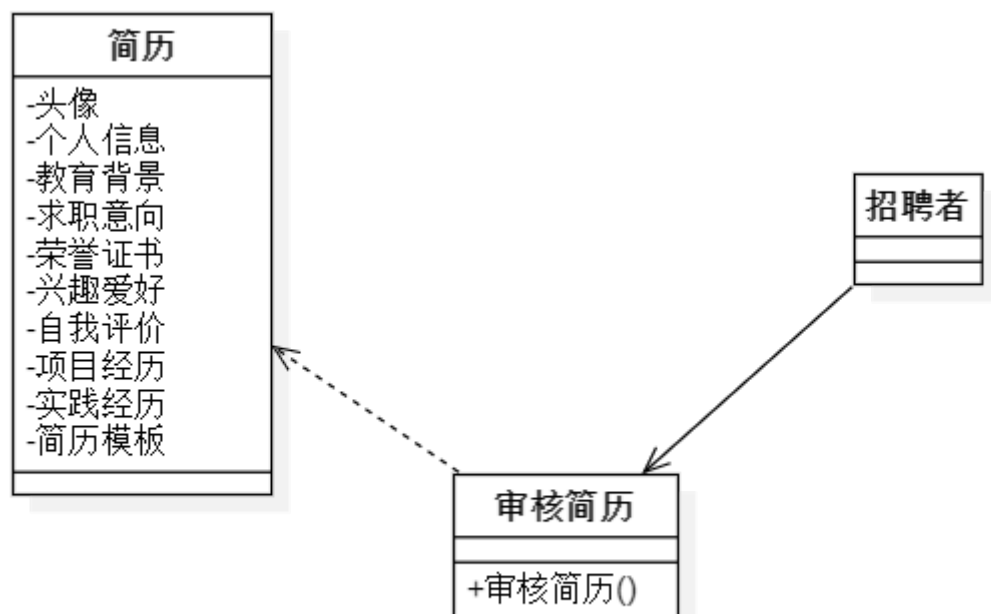 简历
-头像
-个人信息
-教育背景
-求职意向
-荣誉证书
-兴趣爱好
-自我评价
-项目经历
-实践经历
-简历模板
招聘者
审核简历
+审核简历()